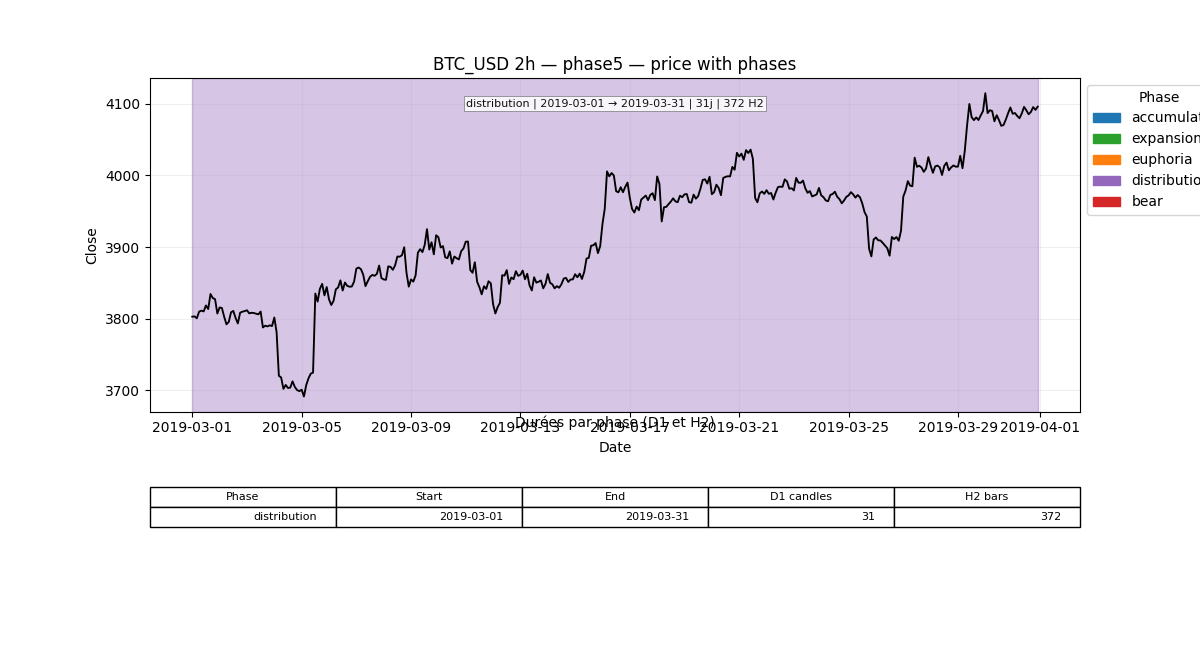 BTC_USD 2h — phase5 — price with phases
distribution | 2019-03-01 → 2019-03-31 | 31j | 372 H2
Phase
accumulat
expansion
euphoria
distributio
bear
Close
4100
4000
3900
3800
3700
2019-03-01 2019-03-05 2019-03-09 2019-03-13 2019-03-17 2019-03-21 2019-03-25 2019-03-29 2019-04-01
Durées par phase (D1 et H2)
Date
Phase Start End D1 candles H2 bars
distribution 2019-03-01 2019-03-31 31 372